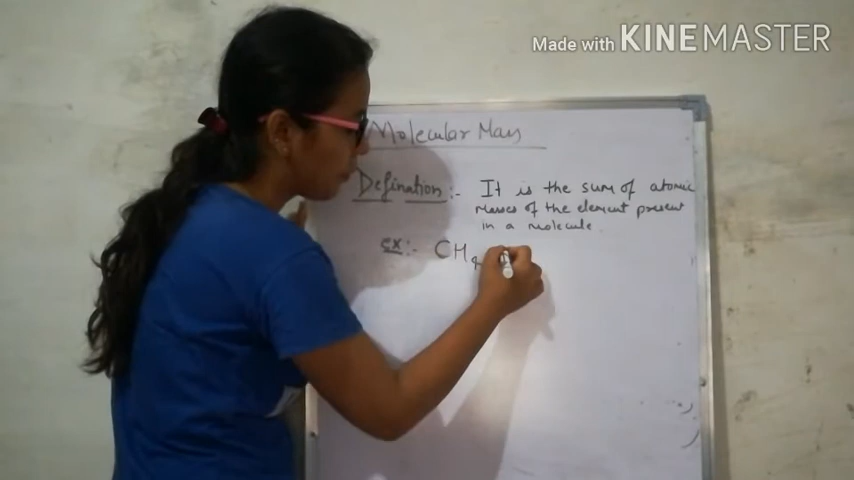 Made with KINEMASTER
Molecular Mass
Defination:- It is the sum of atomic
masses of the element present
in a molecule.
ex:- CH4